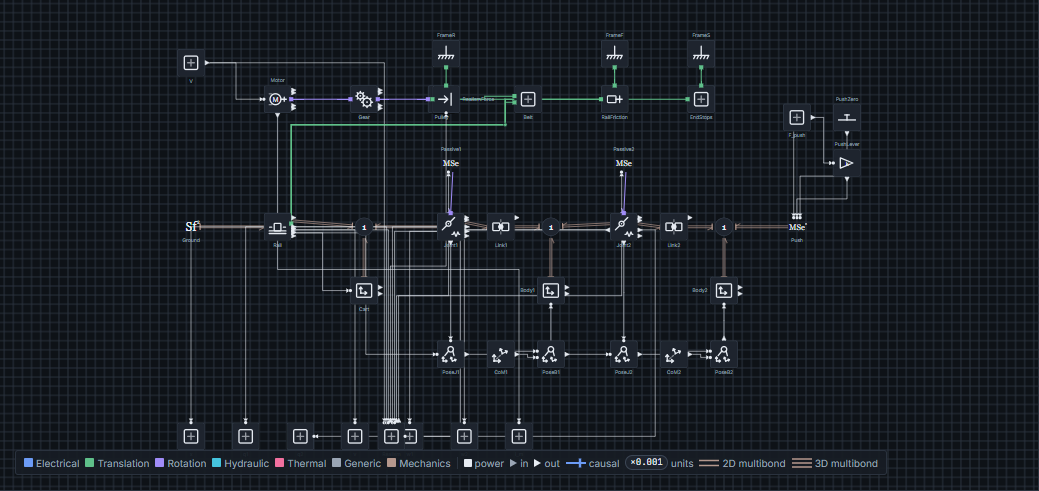 FrameR
FrameF
FrameS
V
Motor
Gear
Pulley
Belt
RailFriction
EndStops
PushZero
F_push
PushLever
Passive1
Passive2
MSe
MSe
Sf
Ground
Rail
1
Joint1
Link1
1
Joint2
Link2
1
MSe
Push
Cart
Body1
Body2
PoseJ1
CoM1
PoseB1
PoseJ2
CoM2
PoseB2
Electrical Translation Rotation Hydraulic Thermal Generic Mechanics power in out causal ×0.001 units 2D multibond 3D multibond